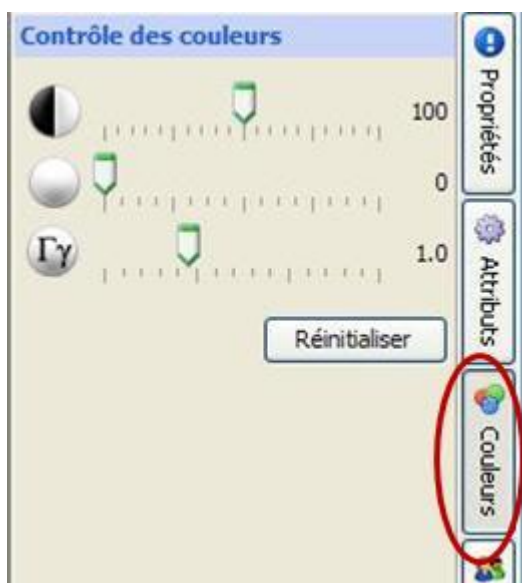 Contrôle des couleurs
100
0
Γγ
1.0
Réinitialiser
Propriétés
Attributs
Couleurs